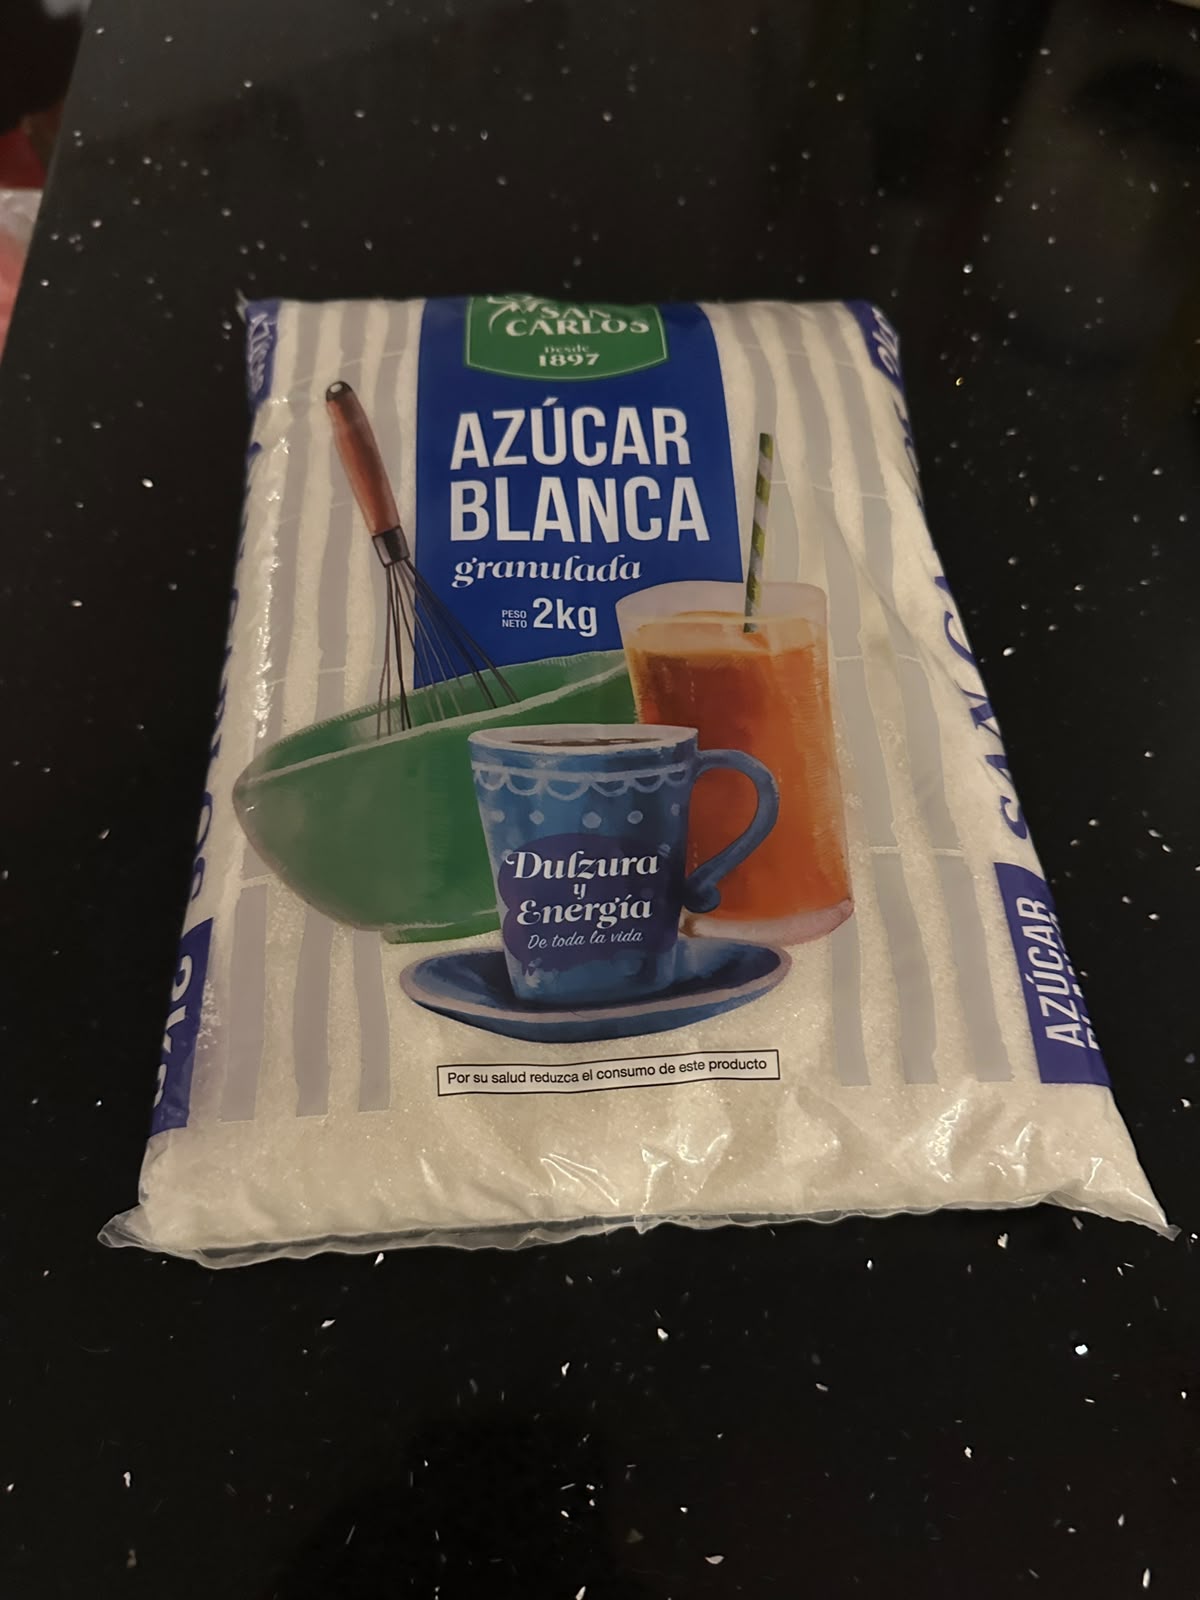 SAN
CARLOS
Desde
1897
AZÚCAR
BLANCA
granulada
PESO
NETO
2kg
Dulzura
y
Energía
De toda la vida
Por su salud reduzca el consumo de este producto
AZÚCAR